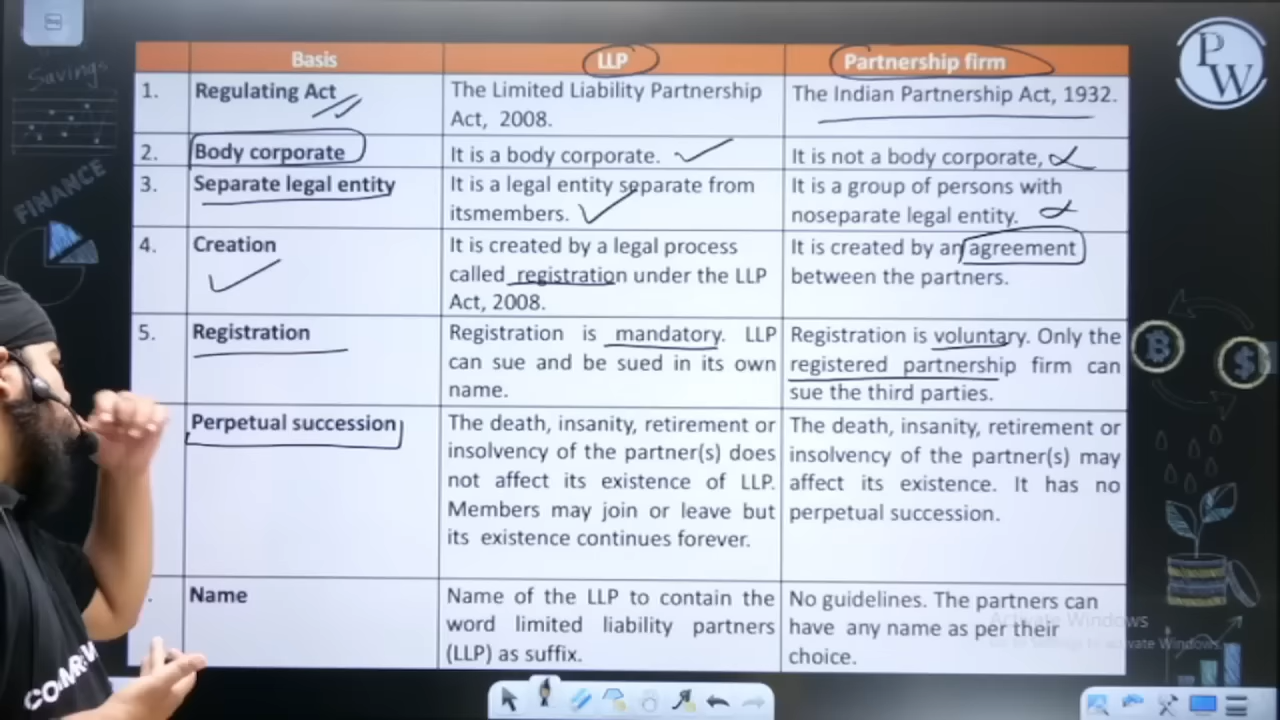 Savings
FINANCE
P
W
Basis
LLP
Partnership firm
1.
Regulating Act
The Limited Liability Partnership
Act, 2008.
The Indian Partnership Act, 1932.
2.
Body corporate
It is a body corporate.
It is not a body corporate,
3.
Separate legal entity
It is a legal entity separate from
itsmembers.
It is a group of persons with
noseparate legal entity.
4.
Creation
It is created by a legal process
called registration under the LLP
Act, 2008.
It is created by an agreement
between the partners.
5.
Registration
Registration is mandatory. LLP
can sue and be sued in its own
name.
Registration is voluntary. Only the
registered partnership firm can
sue the third parties.
Perpetual succession
The death, insanity, retirement or
insolvency of the partner(s) does
not affect its existence of LLP.
Members may join or leave but
its existence continues forever.
The death, insanity, retirement or
insolvency of the partner(s) may
affect its existence. It has no
perpetual succession.
Name
Name of the LLP to contain the
word limited liability partners
(LLP) as suffix.
No guidelines. The partners can
have any name as per their
choice.
Activate Windows
Activate Windows.